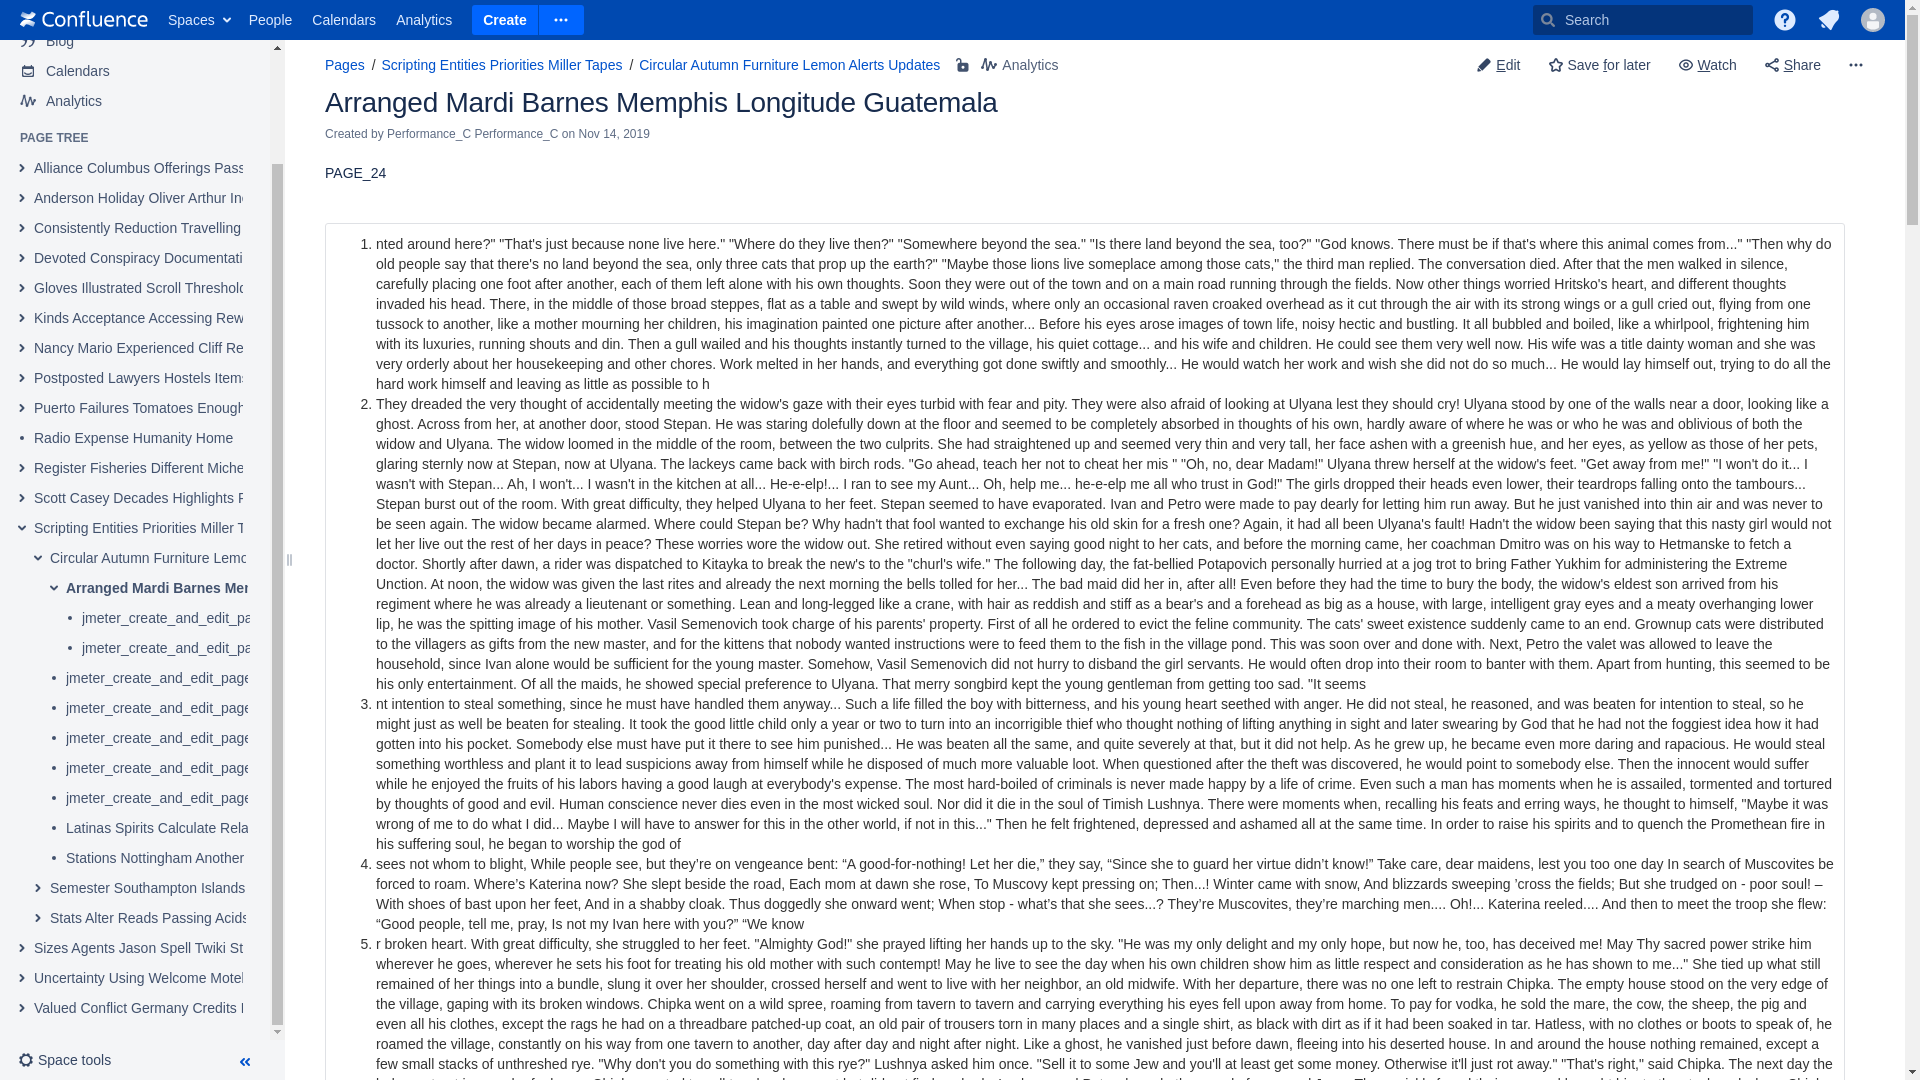 Confluence Spaces People Calendars Analytics Create Search
Blog
Calendars
Analytics
PAGE TREE
Alliance Columbus Offerings Pass
Anderson Holiday Oliver Arthur In
Consistently Reduction Travelling
Devoted Conspiracy Documentati
Gloves Illustrated Scroll Threshold
Kinds Acceptance Accessing Rew
Nancy Mario Experienced Cliff Re
Postposted Lawyers Hostels Items
Puerto Failures Tomatoes Enough
Radio Expense Humanity Home
Register Fisheries Different Miche
Scott Casey Decades Highlights F
Scripting Entities Priorities Miller T
Circular Autumn Furniture Lemo
Arranged Mardi Barnes Mem
jmeter_create_and_edit_pa
jmeter_create_and_edit_pa
jmeter_create_and_edit_page
jmeter_create_and_edit_page
jmeter_create_and_edit_page
jmeter_create_and_edit_page
jmeter_create_and_edit_page
Latinas Spirits Calculate Rela
Stations Nottingham Another
Semester Southampton Islands
Stats Alter Reads Passing Acids
Sizes Agents Jason Spell Twiki St
Uncertainty Using Welcome Motel
Valued Conflict Germany Credits I
Space tools
Pages / Scripting Entities Priorities Miller Tapes / Circular Autumn Furniture Lemon Alerts Updates Analytics
Edit Save for later Watch Share
Arranged Mardi Barnes Memphis Longitude Guatemala
Created by Performance_C Performance_C on Nov 14, 2019
PAGE_24
1. nted around here?" "That's just because none live here." "Where do they live then?" "Somewhere beyond the sea." "Is there land beyond the sea, too?" "God knows. There must be if that's where this animal comes from..." "Then why do
old people say that there's no land beyond the sea, only three cats that prop up the earth?" "Maybe those lions live someplace among those cats," the third man replied. The conversation died. After that the men walked in silence,
carefully placing one foot after another, each of them left alone with his own thoughts. Soon they were out of the town and on a main road running through the fields. Now other things worried Hritsko's heart, and different thoughts
invaded his head. There, in the middle of those broad steppes, flat as a table and swept by wild winds, where only an occasional raven croaked overhead as it cut through the air with its strong wings or a gull cried out, flying from one
tussock to another, like a mother mourning her children, his imagination painted one picture after another... Before his eyes arose images of town life, noisy hectic and bustling. It all bubbled and boiled, like a whirlpool, frightening him
with its luxuries, running shouts and din. Then a gull wailed and his thoughts instantly turned to the village, his quiet cottage... and his wife and children. He could see them very well now. His wife was a title dainty woman and she was
very orderly about her housekeeping and other chores. Work melted in her hands, and everything got done swiftly and smoothly... He would watch her work and wish she did not do so much... He would lay himself out, trying to do all the
hard work himself and leaving as little as possible to h
2. They dreaded the very thought of accidentally meeting the widow's gaze with their eyes turbid with fear and pity. They were also afraid of looking at Ulyana lest they should cry! Ulyana stood by one of the walls near a door, looking like a
ghost. Across from her, at another door, stood Stepan. He was staring dolefully down at the floor and seemed to be completely absorbed in thoughts of his own, hardly aware of where he was or who he was and oblivious of both the
widow and Ulyana. The widow loomed in the middle of the room, between the two culprits. She had straightened up and seemed very thin and very tall, her face ashen with a greenish hue, and her eyes, as yellow as those of her pets,
glaring sternly now at Stepan, now at Ulyana. The lackeys came back with birch rods. "Go ahead, teach her not to cheat her mis " "Oh, no, dear Madam!" Ulyana threw herself at the widow's feet. "Get away from me!" "I won't do it... I
wasn't with Stepan... Ah, I won't... I wasn't in the kitchen at all... He-e-elp!... I ran to see my Aunt... Oh, help me... he-e-elp me all who trust in God!" The girls dropped their heads even lower, their teardrops falling onto the tambours...
Stepan burst out of the room. With great difficulty, they helped Ulyana to her feet. Stepan seemed to have evaporated. Ivan and Petro were made to pay dearly for letting him run away. But he just vanished into thin air and was never to
be seen again. The widow became alarmed. Where could Stepan be? Why hadn't that fool wanted to exchange his old skin for a fresh one? Again, it had all been Ulyana's fault! Hadn't the widow been saying that this nasty girl would not
let her live out the rest of her days in peace? These worries wore the widow out. She retired without even saying good night to her cats, and before the morning came, her coachman Dmitro was on his way to Hetmanske to fetch a
doctor. Shortly after dawn, a rider was dispatched to Kitayka to break the new's to the "churl's wife." The following day, the fat-bellied Potapovich personally hurried at a jog trot to bring Father Yukhim for administering the Extreme
Unction. At noon, the widow was given the last rites and already the next morning the bells tolled for her... The bad maid did her in, after all! Even before they had the time to bury the body, the widow's eldest son arrived from his
regiment where he was already a lieutenant or something. Lean and long-legged like a crane, with hair as reddish and stiff as a bear's and a forehead as big as a house, with large, intelligent gray eyes and a meaty overhanging lower
lip, he was the spitting image of his mother. Vasil Semenovich took charge of his parents' property. First of all he ordered to evict the feline community. The cats' sweet existence suddenly came to an end. Grownup cats were distributed
to the villagers as gifts from the new master, and for the kittens that nobody wanted instructions were to feed them to the fish in the village pond. This was soon over and done with. Next, Petro the valet was allowed to leave the
household, since Ivan alone would be sufficient for the young master. Somehow, Vasil Semenovich did not hurry to disband the girl servants. He would often drop into their room to banter with them. Apart from hunting, this seemed to be
his only entertainment. Of all the maids, he showed special preference to Ulyana. That merry songbird kept the young gentleman from getting too sad. "It seems
3. nt intention to steal something, since he must have handled them anyway... Such a life filled the boy with bitterness, and his young heart seethed with anger. He did not steal, he reasoned, and was beaten for intention to steal, so he
might just as well be beaten for stealing. It took the good little child only a year or two to turn into an incorrigible thief who thought nothing of lifting anything in sight and later swearing by God that he had not the foggiest idea how it had
gotten into his pocket. Somebody else must have put it there to see him punished... He was beaten all the same, and quite severely at that, but it did not help. As he grew up, he became even more daring and rapacious. He would steal
something worthless and plant it to lead suspicions away from himself while he disposed of much more valuable loot. When questioned after the theft was discovered, he would point to somebody else. Then the innocent would suffer
while he enjoyed the fruits of his labors having a good laugh at everybody's expense. The most hard-boiled of criminals is never made happy by a life of crime. Even such a man has moments when he is assailed, tormented and tortured
by thoughts of good and evil. Human conscience never dies even in the most wicked soul. Nor did it die in the soul of Timish Lushnya. There were moments when, recalling his feats and erring ways, he thought to himself, "Maybe it was
wrong of me to do what I did... Maybe I will have to answer for this in the other world, if not in this..." Then he felt frightened, depressed and ashamed all at the same time. In order to raise his spirits and to quench the Promethean fire in
his suffering soul, he began to worship the god of
4. sees not whom to blight, While people see, but they’re on vengeance bent: “A good-for-nothing! Let her die,” they say, “Since she to guard her virtue didn’t know!” Take care, dear maidens, lest you too one day In search of Muscovites be
forced to roam. Where’s Katerina now? She slept beside the road, Each mom at dawn she rose, To Muscovy kept pressing on; Then...! Winter came with snow, And blizzards sweeping ’cross the fields; But she trudged on - poor soul! –
With shoes of bast upon her feet, And in a shabby cloak. Thus doggedly she onward went; When stop - what’s that she sees...? They’re Muscovites, they’re marching men.... Oh!... Katerina reeled.... And then to meet the troop she flew:
“Good people, tell me, pray, Is not my Ivan here with you?” “We know
5. r broken heart. With great difficulty, she struggled to her feet. "Almighty God!" she prayed lifting her hands up to the sky. "He was my only delight and my only hope, but now he, too, has deceived me! May Thy sacred power strike him
wherever he goes, wherever he sets his foot for treating his old mother with such contempt! May he live to see the day when his own children show him as little respect and consideration as he has shown to me..." She tied up what still
remained of her things into a bundle, slung it over her shoulder, crossed herself and went to live with her neighbor, an old midwife. With her departure, there was no one left to restrain Chipka. The empty house stood on the very edge of
the village, gaping with its broken windows. Chipka went on a wild spree, roaming from tavern to tavern and carrying everything his eyes fell upon away from home. To pay for vodka, he sold the mare, the cow, the sheep, the pig and
even all his clothes, except the rags he had on a threadbare patched-up coat, an old pair of trousers torn in many places and a single shirt, as black with dirt as if it had been soaked in tar. Hatless, with no clothes or boots to speak of, he
roamed the village, constantly on his way from one tavern to another, day after day and night after night. Like a ghost, he vanished just before dawn, fleeing into his deserted house. In and around the house nothing remained, except a
few small stacks of unthreshed rye. "Why don't you do something with this rye?" Lushnya asked him once. "Sell it to some Jew and you'll at least get some money. Otherwise it'll just rot away." "That's right," said Chipka. The next day he